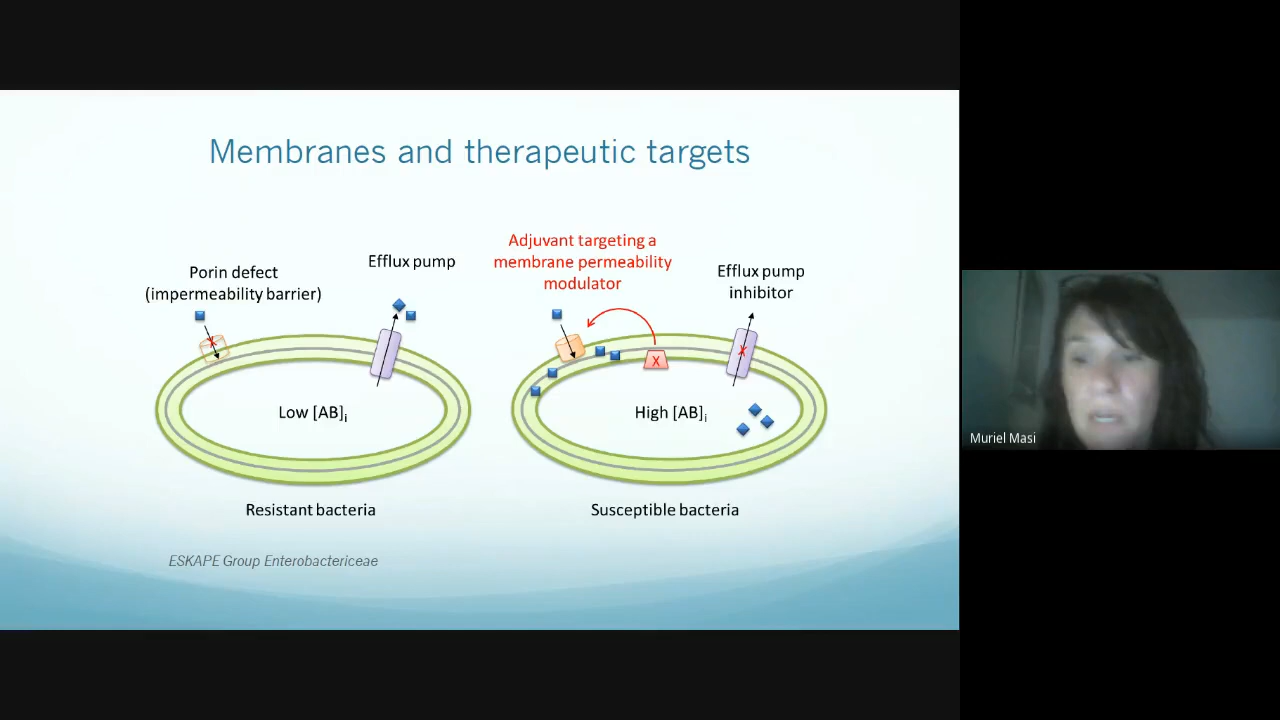 Membranes and therapeutic targets
Porin defect
(impermeability barrier)
Efflux pump
Adjuvant targeting a
membrane permeability
modulator
Efflux pump
inhibitor
X
Low [AB]i
High [AB]i
Resistant bacteria
Susceptible bacteria
ESKAPE Group Enterobactericeae
Muriel Masi